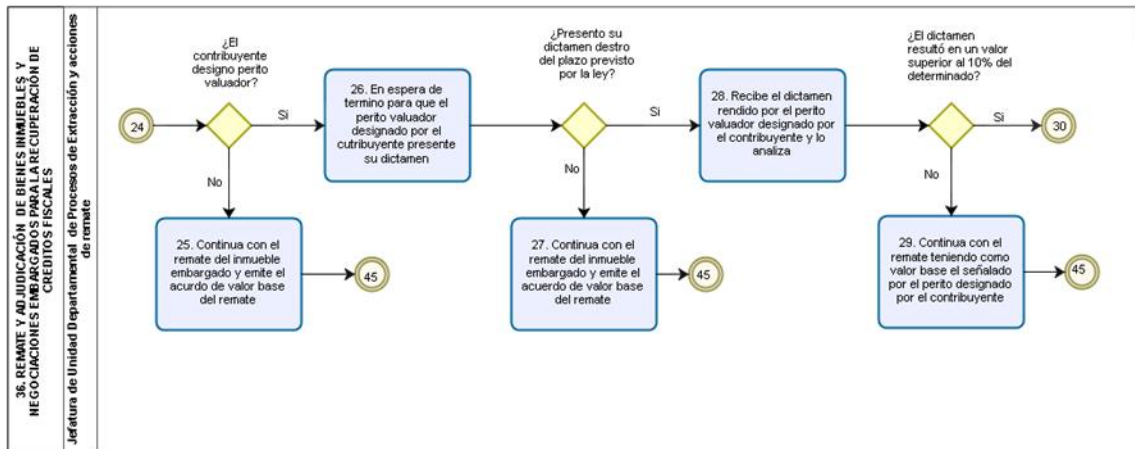 36. REMATE Y ADJUDICACIÓN DE BIENES INMUEBLES Y
NEGOCIACIONES EMBARGADOS PARA LA RECUPERACIÓN DE
CREDITOS FISCALES
Jefatura de Unidad Departamental de Procesos de Extracción y acciones
de remate
24
¿El
contribuyente
designo perito
valuador?
Si
No
25. Continua con el
remate del inmueble
embargado y emite el
acurdo de valor base
del remate
45
26. En espera de
termino para que el
perito valuador
designado por el
cutribuyente presente
su dictamen
¿Presento su
dictamen destro
del plazo previsto
por la ley?
Si
No
27. Continua con el
remate del inmueble
embargado y emite el
acuerdo de valor base
del remate
45
28. Recibe el dictamen
rendido por el perito
valuador designado por
el contribuyente y lo
analiza
¿El dictamen
resultó en un valor
superior al 10% del
determinado?
Si
30
No
29. Continua con el
remate teniendo como
valor base el señalado
por el perito designado
por el contribuyente
45